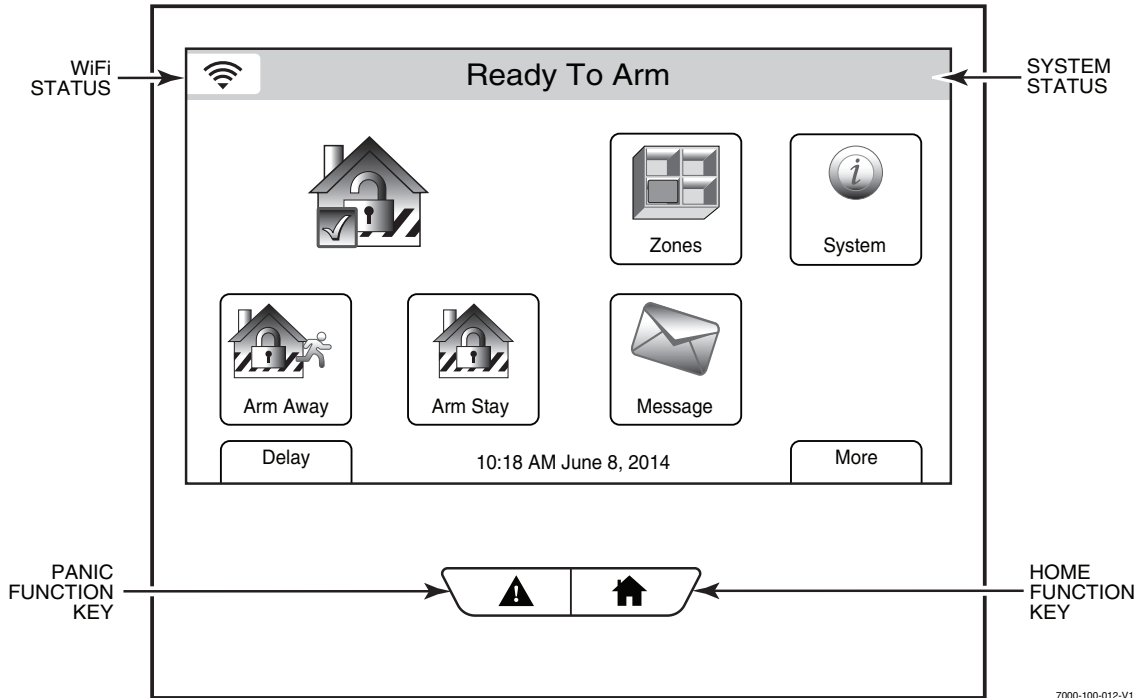 WiFi
STATUS
Ready To Arm
SYSTEM
STATUS
i
Zones
System
Arm Away
Arm Stay
Message
Delay
10:18 AM June 8, 2014
More
PANIC
FUNCTION
KEY
HOME
FUNCTION
KEY
7000-100-012-V1